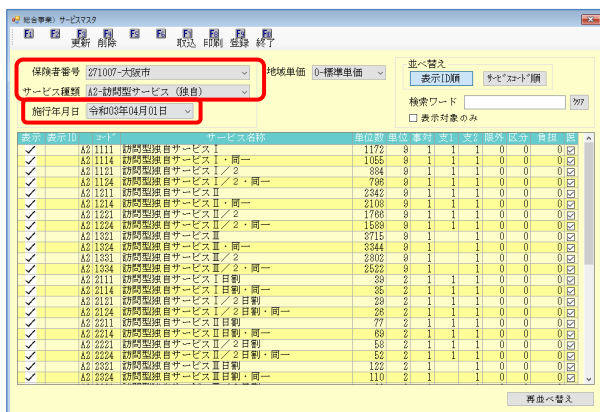 総合事業）サービスマスタ
F1 F2 F3 F4 F5 F6 F7 F8 F9 F10
更新 削除 取込 印刷 登録 終了
保険者番号 271007-大阪市 地域単価 0-標準単価 並べ替え
表示ID順 ｻｰﾋﾞｽｺｰﾄﾞ順
サービス種類 A2-訪問型サービス（独自）
検索ワード ｸﾘｱ
施行年月日 令和03年04月01日
表示対象のみ
表示 表示ID ｺｰﾄﾞ サービス名称 単位数 単位 事対 支1 支2 限外 区分 負担
A2 1111 訪問型独自サービスⅠ 1172 9 1 1 1 0 0 0
A2 1114 訪問型独自サービスⅠ・同一 1055 9 1 1 1 0 0 0
A2 1121 訪問型独自サービスⅠ／2 884 9 1 1 1 0 0 0
A2 1124 訪問型独自サービスⅠ／2・同一 796 9 1 1 1 0 0 0
A2 1211 訪問型独自サービスⅡ 2342 9 1 1 1 0 0 0
A2 1214 訪問型独自サービスⅡ・同一 2108 9 1 1 1 0 0 0
A2 1221 訪問型独自サービスⅡ／2 1766 9 1 1 1 0 0 0
A2 1224 訪問型独自サービスⅡ／2・同一 1589 9 1 1 1 0 0 0
A2 1321 訪問型独自サービスⅢ 3715 9 1 1 0 0 0
A2 1324 訪問型独自サービスⅢ・同一 3344 9 1 1 0 0 0
A2 1331 訪問型独自サービスⅢ／2 2802 9 1 1 0 0 0
A2 1334 訪問型独自サービスⅢ／2・同一 2522 9 1 1 0 0 0
A2 2111 訪問型独自サービスⅠ日割 39 2 1 1 1 0 0 0
A2 2114 訪問型独自サービスⅠ日割・同一 35 2 1 1 1 0 0 0
A2 2121 訪問型独自サービスⅠ／2日割 29 2 1 1 1 0 0 0
A2 2124 訪問型独自サービスⅠ／2日割・同一 26 2 1 1 1 0 0 0
A2 2211 訪問型独自サービスⅡ日割 77 2 1 1 1 0 0 0
A2 2214 訪問型独自サービスⅡ日割・同一 69 2 1 1 1 0 0 0
A2 2221 訪問型独自サービスⅡ／2日割 58 2 1 1 1 0 0 0
A2 2224 訪問型独自サービスⅡ／2日割・同一 52 2 1 1 1 0 0 0
A2 2321 訪問型独自サービスⅢ日割 122 2 1 1 0 0 0
A2 2324 訪問型独自サービスⅢ日割・同一 110 2 1 1 0 0 0
再並べ替え